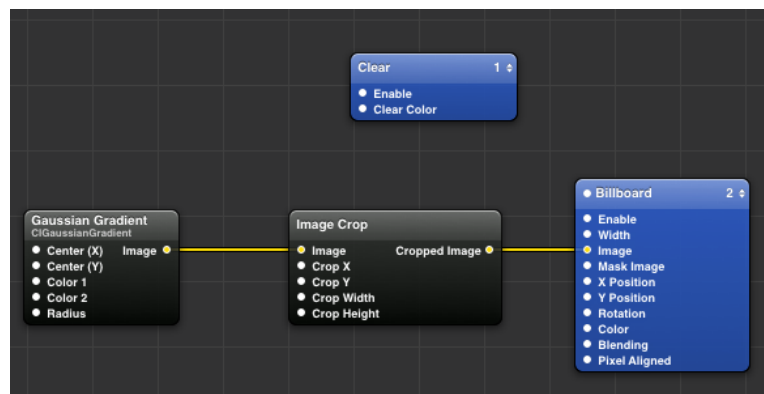 Clear 1
Enable
Clear Color
Gaussian Gradient
CIGaussianGradient
Center (X) Image
Center (Y)
Color 1
Color 2
Radius
Image Crop
Image Cropped Image
Crop X
Crop Y
Crop Width
Crop Height
Billboard 2
Enable
Width
Image
Mask Image
X Position
Y Position
Rotation
Color
Blending
Pixel Aligned